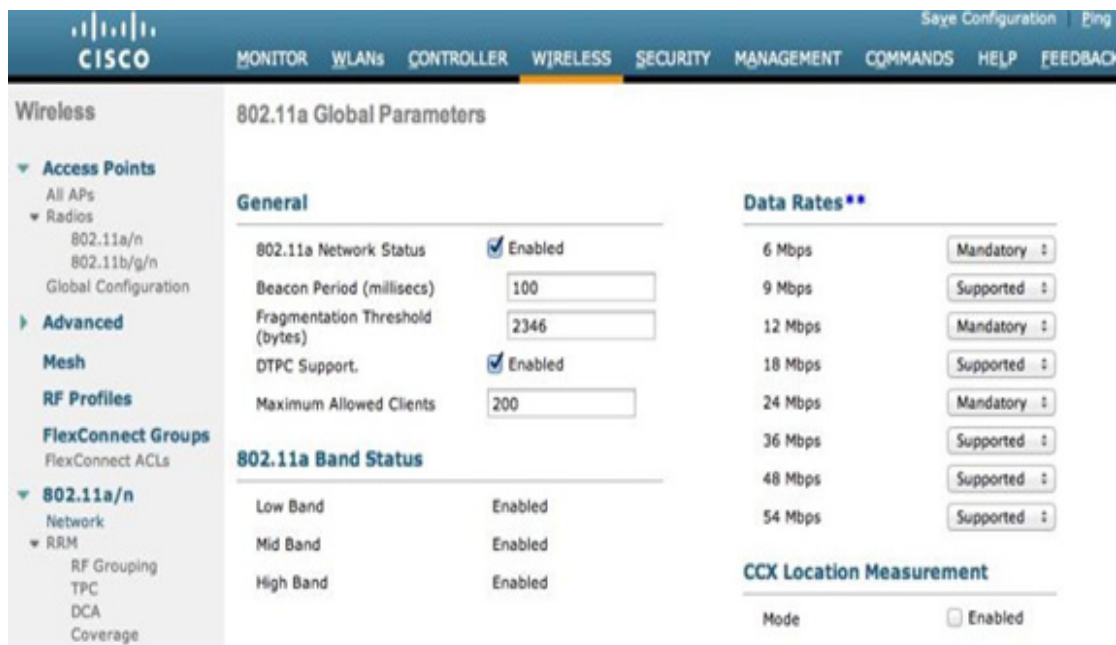 Save Configuration Ping
CISCO
MONITOR WLANs CONTROLLER WIRELESS SECURITY MANAGEMENT COMMANDS HELP FEEDBACK
Wireless
Access Points
All APs
Radios
802.11a/n
802.11b/g/n
Global Configuration
Advanced
Mesh
RF Profiles
FlexConnect Groups
FlexConnect ACLs
802.11a/n
Network
RRM
RF Grouping
TPC
DCA
Coverage
802.11a Global Parameters
General
802.11a Network Status Enabled
Beacon Period (millisecs) 100
Fragmentation Threshold
(bytes) 2346
DTPC Support. Enabled
Maximum Allowed Clients 200
802.11a Band Status
Low Band Enabled
Mid Band Enabled
High Band Enabled
Data Rates**
6 Mbps Mandatory
9 Mbps Supported
12 Mbps Mandatory
18 Mbps Supported
24 Mbps Mandatory
36 Mbps Supported
48 Mbps Supported
54 Mbps Supported
CCX Location Measurement
Mode Enabled